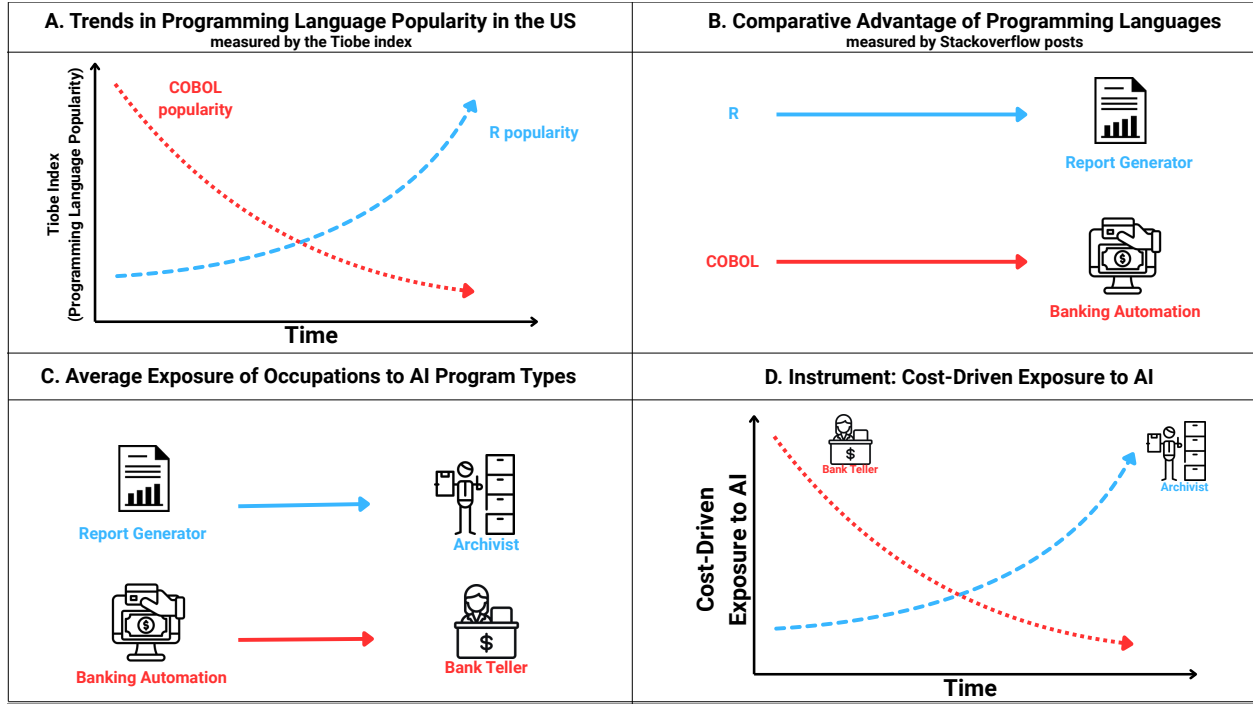 A. Trends in Programming Language Popularity in the US
measured by the Tiobe index
COBOL
popularity
R popularity
Tiobe Index
(Programming Language Popularity)
Time
B. Comparative Advantage of Programming Languages
measured by Stackoverflow posts
R
Report Generator
COBOL
$
Banking Automation
C. Average Exposure of Occupations to AI Program Types
Report Generator
Archivist
$
Banking Automation
$
Bank Teller
D. Instrument: Cost-Driven Exposure to AI
$
Bank Teller
Archivist
Cost-Driven
Exposure to AI
Time